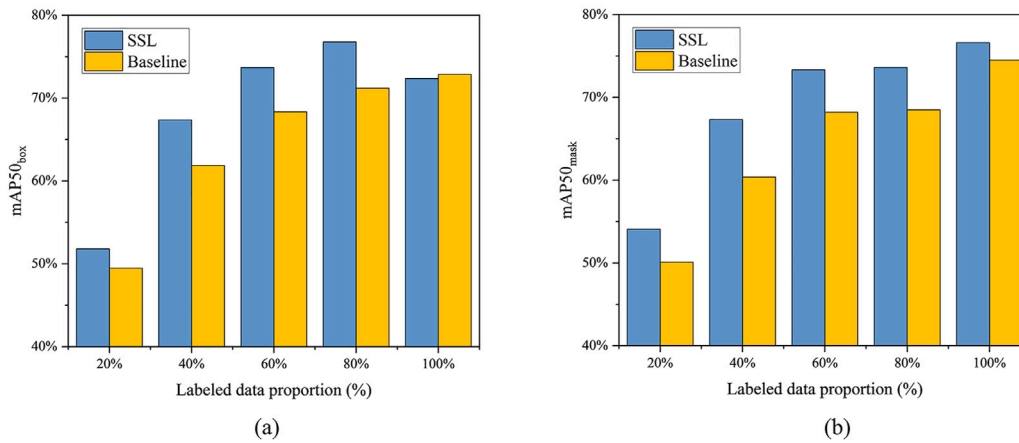 80%
70%
60%
50%
40%
mAP50box
SSL
Baseline
20%
40%
60%
80%
100%
Labeled data proportion (%)
(a)
80%
70%
60%
50%
40%
mAP50mask
SSL
Baseline
20%
40%
60%
80%
100%
Labeled data proportion (%)
(b)